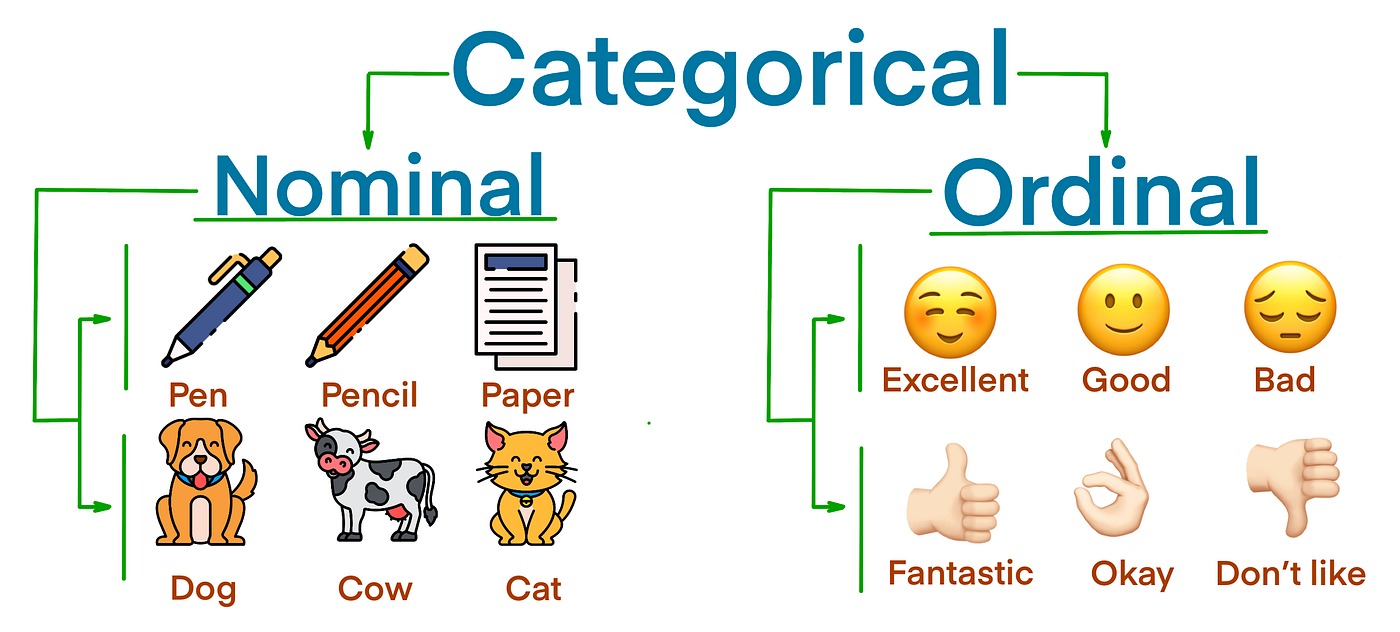 Categorical
Nominal
Ordinal
Pen Pencil Paper
Dog Cow Cat
Excellent Good Bad
Fantastic Okay Don't like